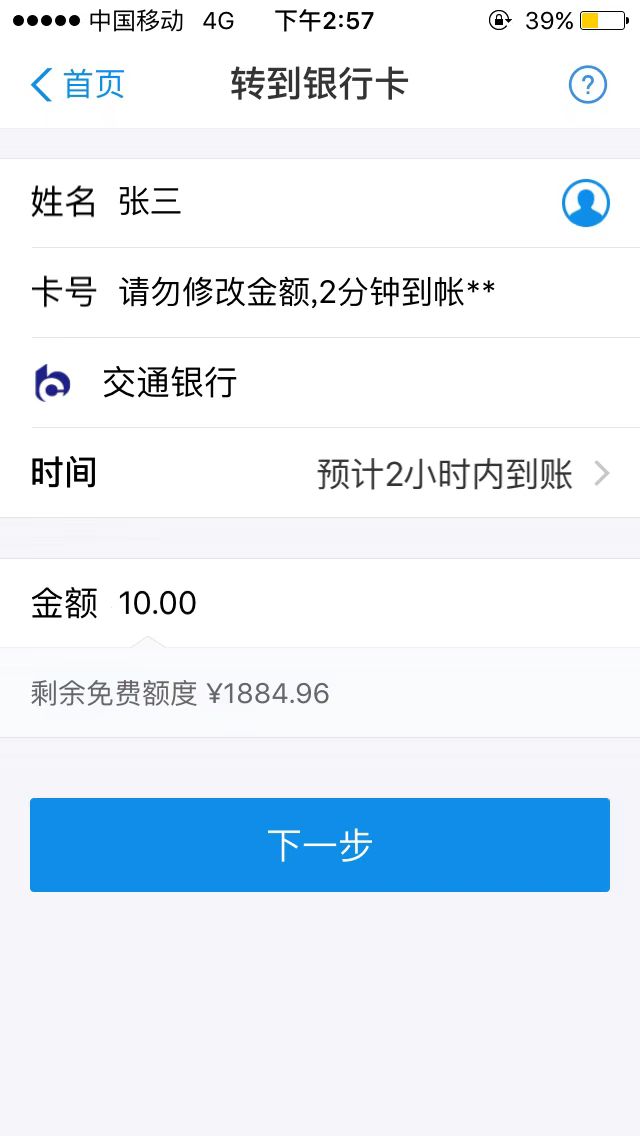 中国移动 4G 下午2:57 39%
首页 转到银行卡 ?
姓名 张三
卡号 请勿修改金额,2分钟到帐**
交通银行
时间 预计2小时内到账
金额 10.00
剩余免费额度 ¥1884.96
下一步